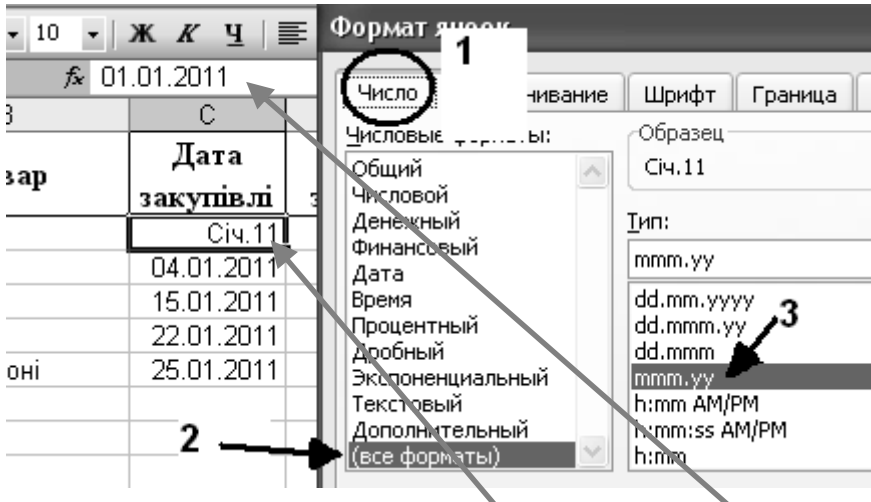 10 Ж К Ч
fx 01.01.2011
C
вар
Дата
закупівлі
Січ.11
04.01.2011
15.01.2011
22.01.2011
25.01.2011
оні
2
Формат ячеек
1
Число
нивание
Шрифт
Граница
Числовые форматы:
Общий
Числовой
Денежный
Финансовый
Дата
Время
Процентный
Дробный
Экспоненциальный
Текстовый
Дополнительный
(все форматы)
Образец
Січ.11
Тип:
mmm.yy
dd.mm.yyyy
dd.mmm.yy
dd.mmm
mmm.yy
h:mm AM/PM
h:mm:ss AM/PM
h:mm
3